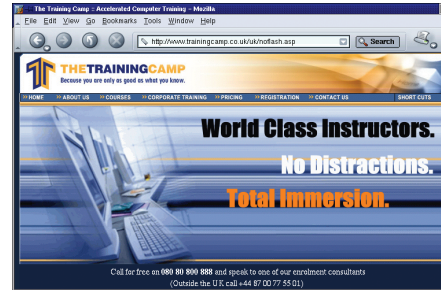 The Training Camp :: Accelerated Computer Training - Mozilla
File Edit View Go Bookmarks Tools Window Help
http://www.trainingcamp.co.uk/uk/noflash.asp Search
THETRAININGCAMP
Because you are only as good as what you know.
»HOME »ABOUT US »COURSES »CORPORATE TRAINING »PRICING »REGISTRATION »CONTACT US SHORT CUTS
World Class Instructors.
No Distractions.
Total Immersion.
Call for free on 080 80 800 888 and speak to one of our enrolment consultants
(Outside the UK call +44 87 00 77 55 01)